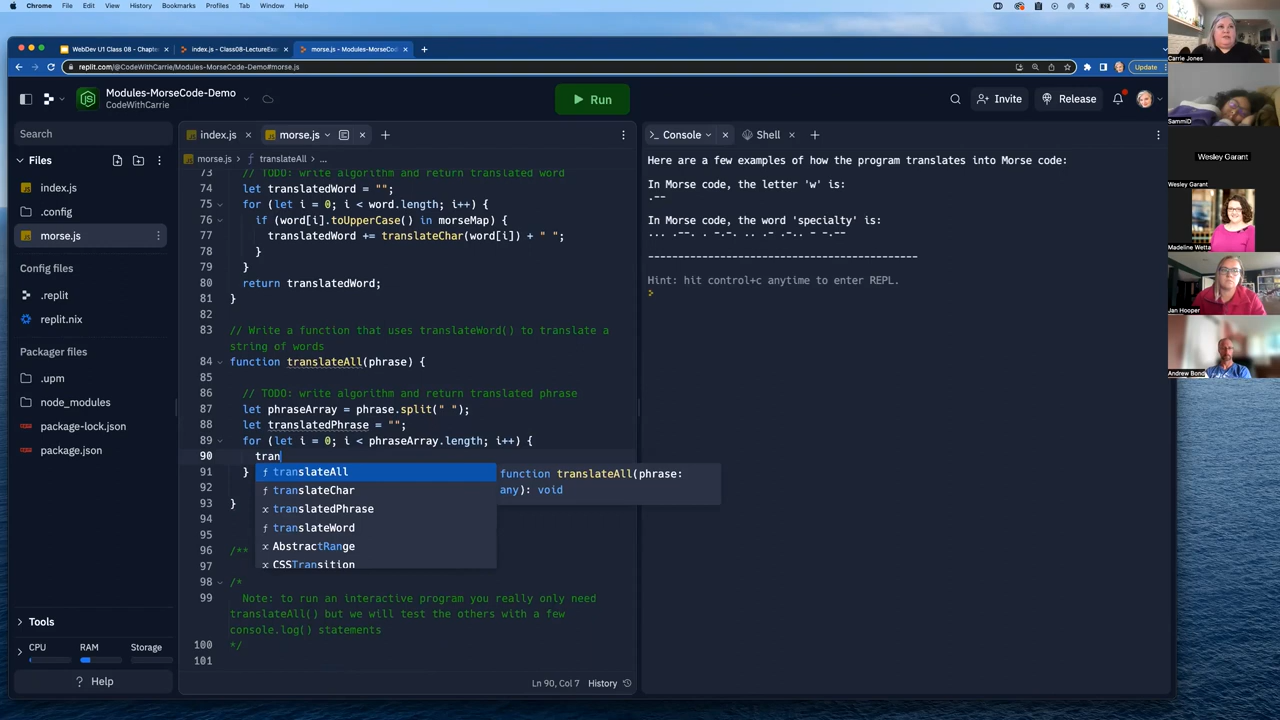 Chrome File Edit View History Bookmarks Profiles Tab Window Help
WebDev U1 Class 08 - Chapte
index.js - Class08-LectureExa
morse.js - Modules-MorseCode
replit.com/@CodeWithCarrie/Modules-MorseCode-Demo#morse.js
Update
Modules-MorseCode-Demo
CodeWithCarrie
Run
Invite
Release
Search
Files
index.js
.config
morse.js
Config files
.replit
replit.nix
Packager files
.upm
node_modules
package-lock.json
package.json
Tools
CPU RAM Storage
? Help
index.js
morse.js
morse.js > f translateAll > ...
73 // TODO: write algorithm and return translated word
74 let translatedWord = "";
75 for (let i = 0; i < word.length; i++) {
76 if (word[i].toUpperCase() in morseMap) {
77 translatedWord += translateChar(word[i]) + " ";
78 }
79 }
80 return translatedWord;
81 }
82
83 // Write a function that uses translateWord() to translate a
string of words
84 function translateAll(phrase) {
85
86 // TODO: write algorithm and return translated phrase
87 let phraseArray = phrase.split(" ");
88 let translatedPhrase = "";
89 for (let i = 0; i < phraseArray.length; i++) {
90 tran
91 }
92
93 }
94
95
96 /**
97
98 /*
99 Note: to run an interactive program you really only need
translateAll() but we will test the others with a few
console.log() statements
100 */
101
f translateAll
f translateChar
x translatedPhrase
f translateWord
x AbstractRange
x CSSTransition
function translateAll(phrase:
any): void
Ln 90, Col 7 History
Console
Shell
Here are a few examples of how the program translates into Morse code:
In Morse code, the letter 'w' is:
.--
In Morse code, the word 'specialty' is:
... .--. . -.-. .. .- .-.. - -.--
Hint: hit control+c anytime to enter REPL.
Carrie Jones
SammiD
Wesley Garant
Wesley Garant
Madeline Wetta
Jan Hooper
Andrew Bond